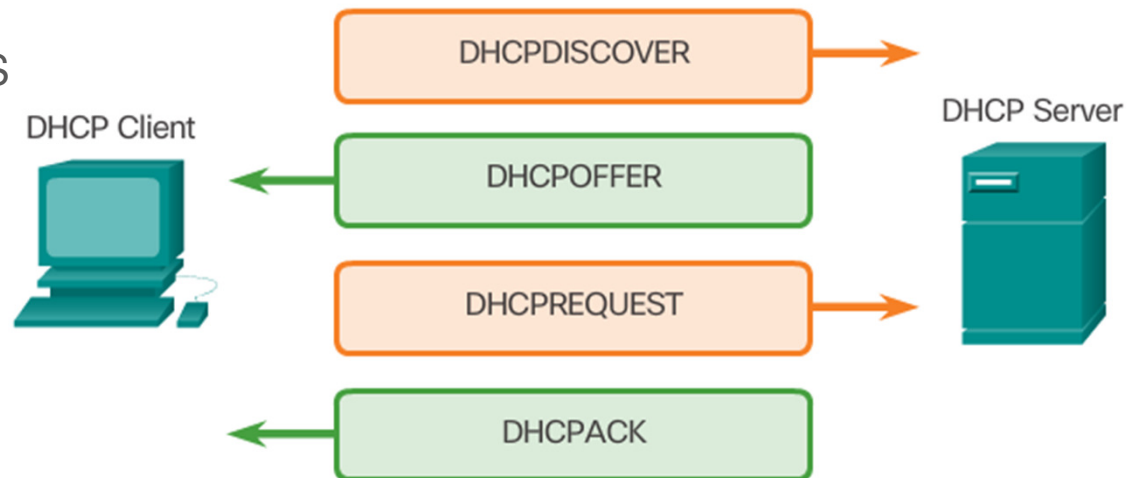 s
DHCPDISCOVER
DHCP Client
DHCP Server
DHCPOFFER
DHCPREQUEST
DHCPACK